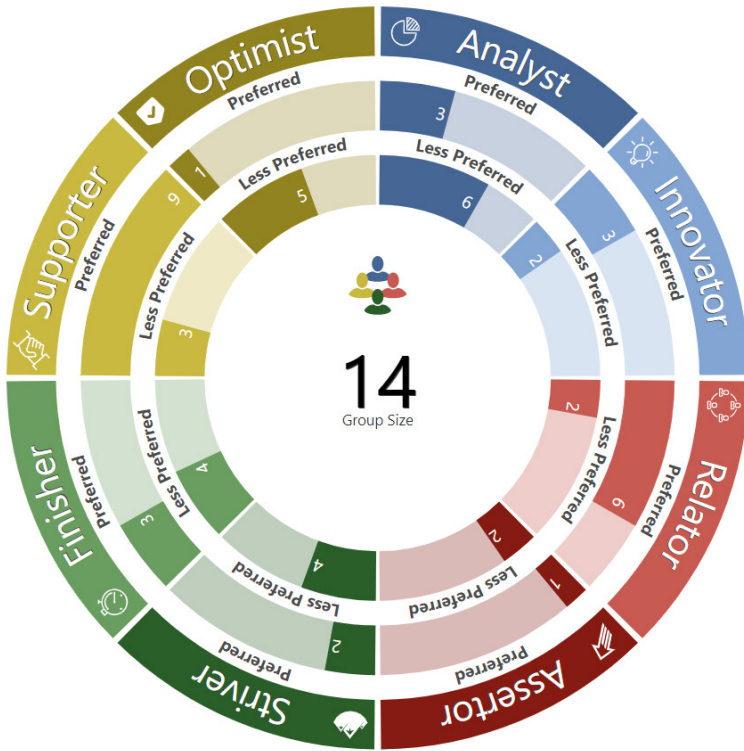 Analyst
Preferred
3
Less Preferred
6
Innovator
Preferred
3
Less Preferred
2
Relator
Preferred
6
Less Preferred
2
Assertor
Preferred
1
Less Preferred
2
Striver
Preferred
2
Less Preferred
4
Finisher
Preferred
3
Less Preferred
4
Supporter
Preferred
9
Less Preferred
3
Optimist
Preferred
1
Less Preferred
5
14
Group Size